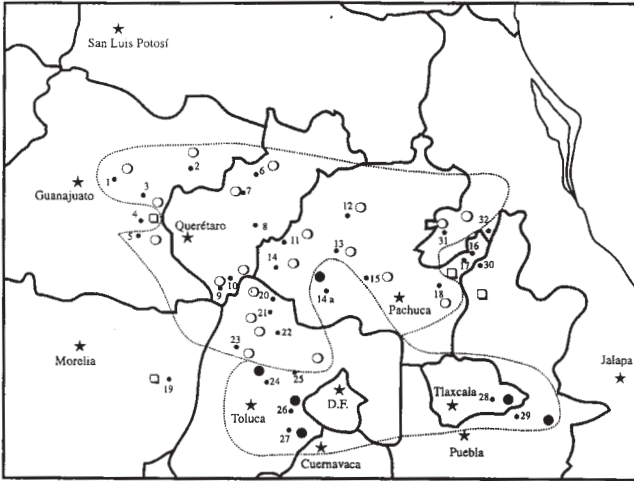 San Luis Potosí
1
2
6
Guanajuato
3
7
4
Querétaro
5
8
11
12
13
14
31
32
16
17
30
9
10
20
14 a
15
Pachuca
18
21
22
23
Morelia
19
24
25
Toluca
26
27
D.F.
Cuernavaca
Tlaxcala
28
29
Puebla
Jalapa